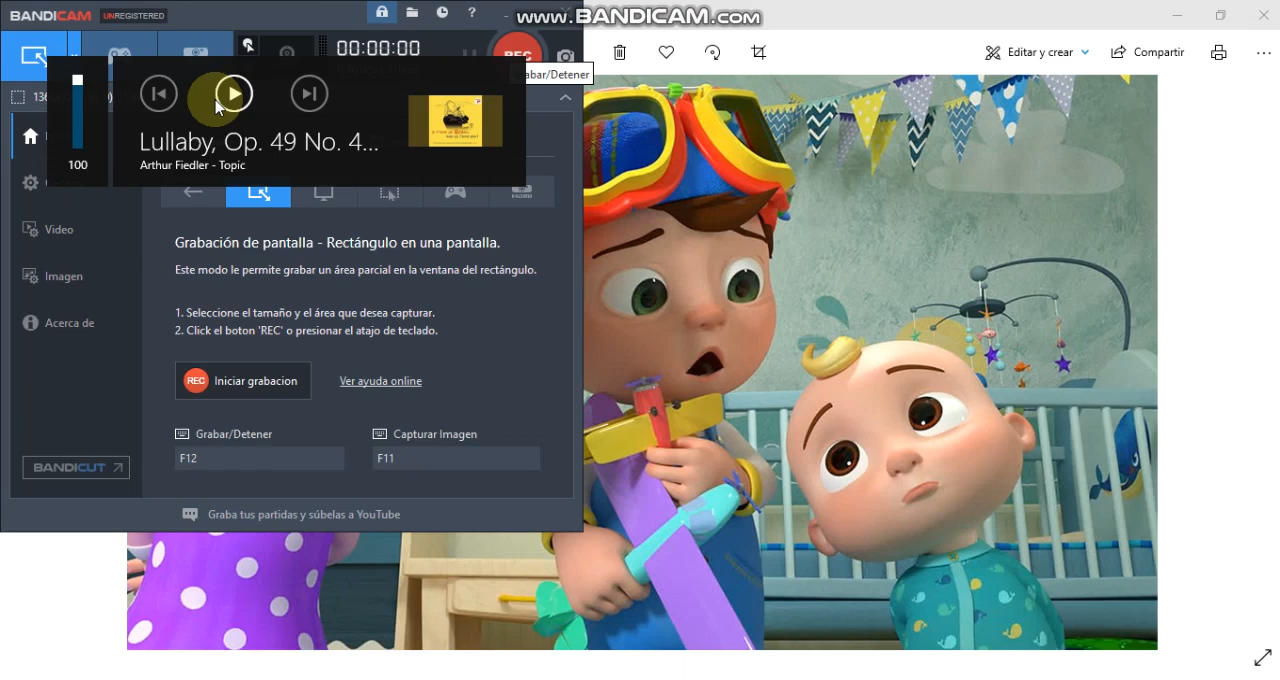 BANDICAM UNREGISTERED
www.BANDICAM.com
00:00:00
REC
Grabar/Detener
Editar y crear
Compartir
100
Lullaby, Op. 49 No. 4...
Arthur Fiedler - Topic
Video
Imagen
Acerca de
BANDICUT
Grabación de pantalla - Rectángulo en una pantalla.
Este modo le permite grabar un área parcial en la ventana del rectángulo.
1. Seleccione el tamaño y el área que desea capturar.
2. Click el boton 'REC' o presionar el atajo de teclado.
REC Iniciar grabacion
Ver ayuda online
Grabar/Detener
Capturar Imagen
F12
F11
Graba tus partidas y súbelas a YouTube